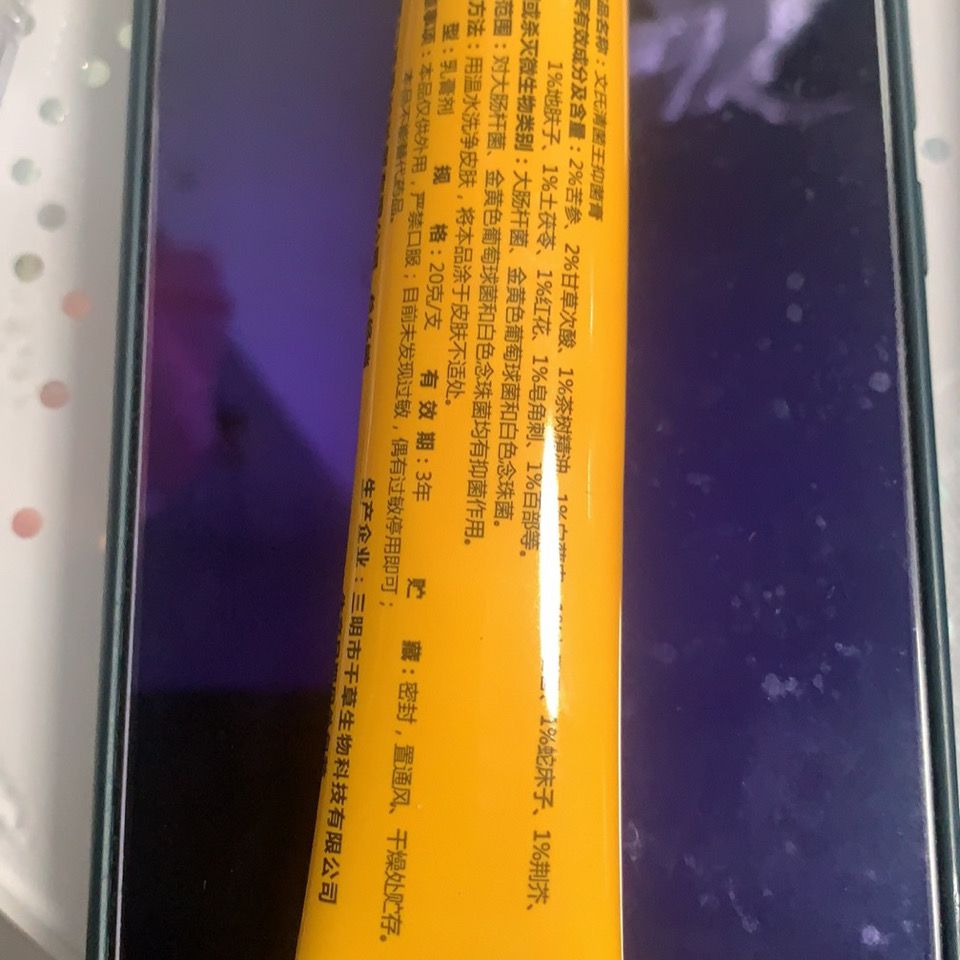 品名称：文氏清菌王抑菌膏
要有效成分及含量：2%苦参、2%甘草次酸、1%茶树精油、1%蛇床子、1%荆芥、
1%地肤子、1%土茯苓、1%红花、1%皂角刺、1%百部等。
或杀灭微生物类别：大肠杆菌、金黄色葡萄球菌和白色念珠菌。
范围：对大肠杆菌、金黄色葡萄球菌和白色念珠菌均有抑菌作用。
方法：用温水洗净皮肤，将本品涂于皮肤不适处。
型：乳膏剂 规 格：20克/支 有 效 期：3年 贮 藏：密封，置通风、干燥处贮存。
事项：本品仅供外用，严禁口服；目前未发现过敏，偶有过敏停用即可；
本品不替代药品。
生产企业：三明市千草生物科技有限公司